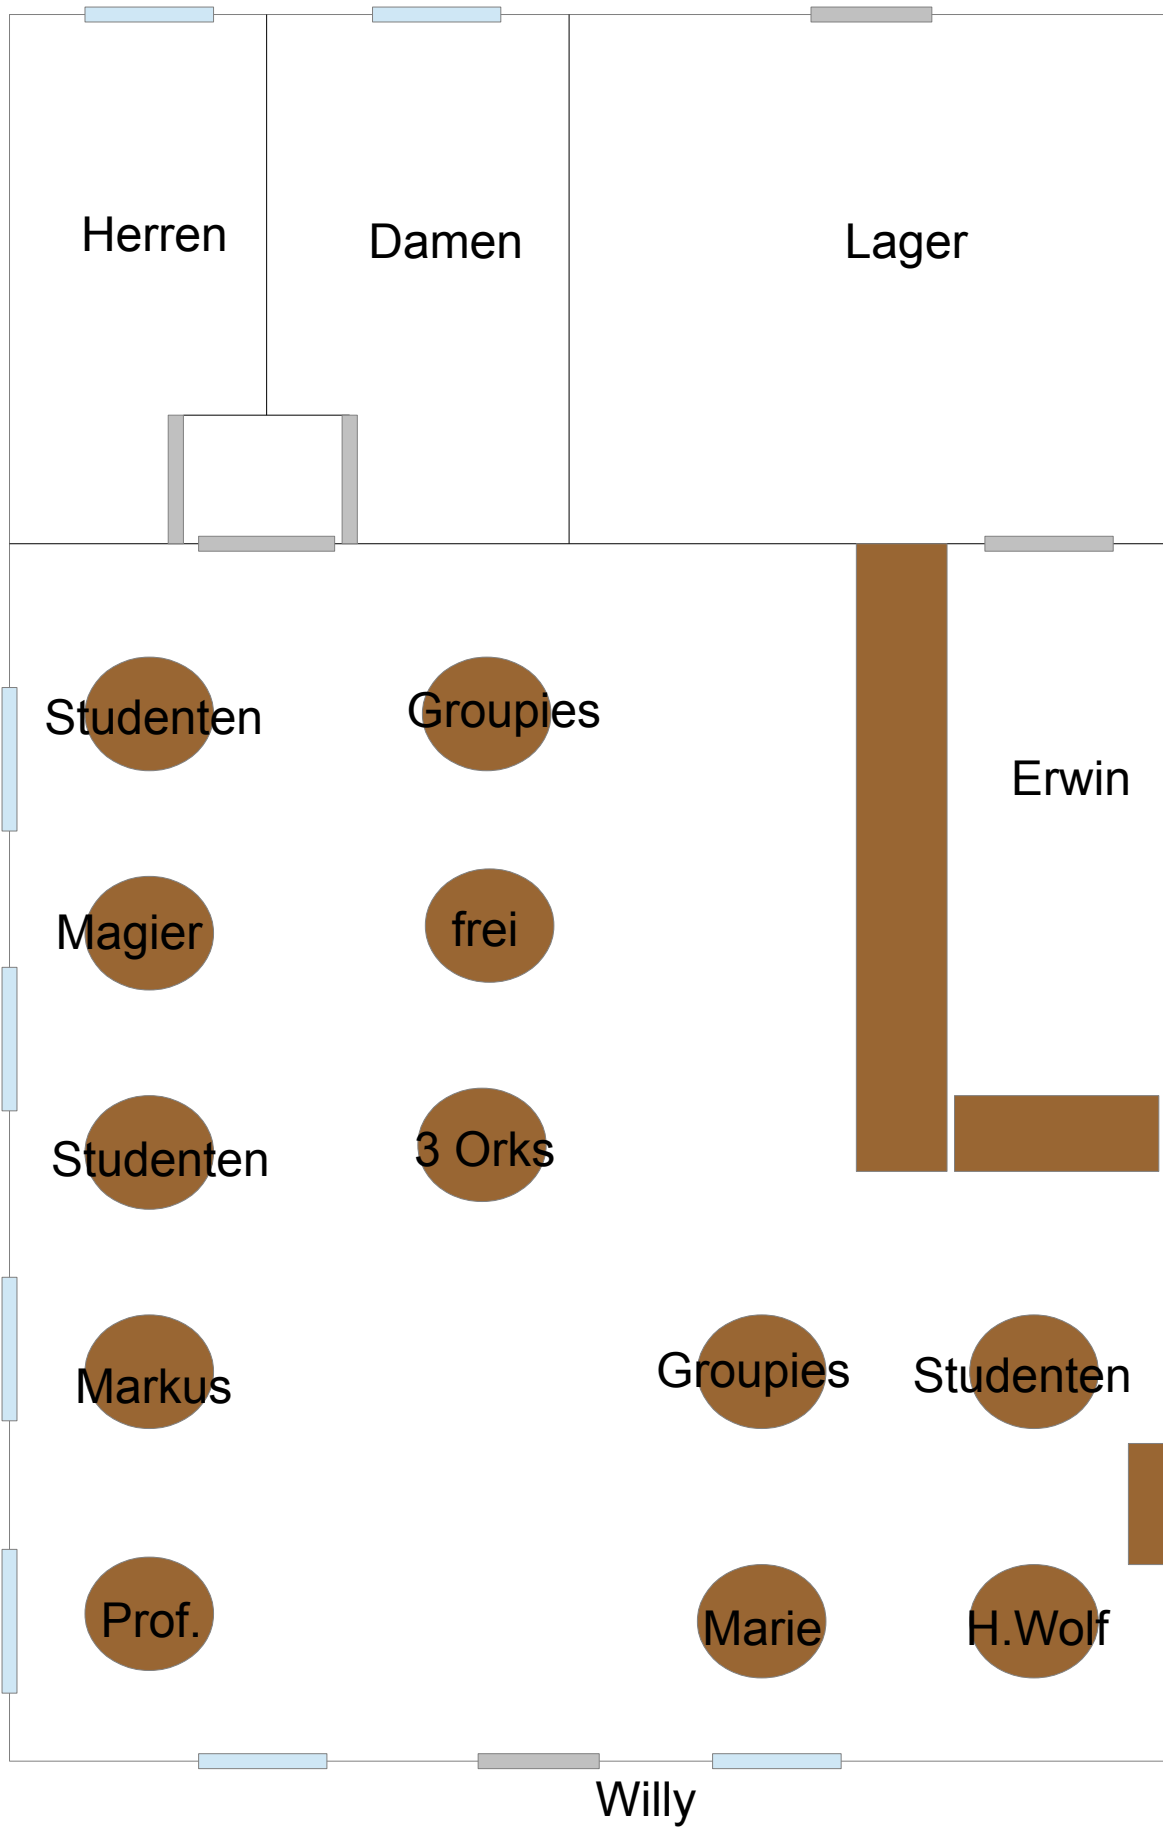 Herren
Damen
Lager
Studenten
Groupies
Erwin
Magier
frei
Studenten
3 Orks
Markus
Groupies
Studenten
Prof.
Marie
H.Wolf
Willy